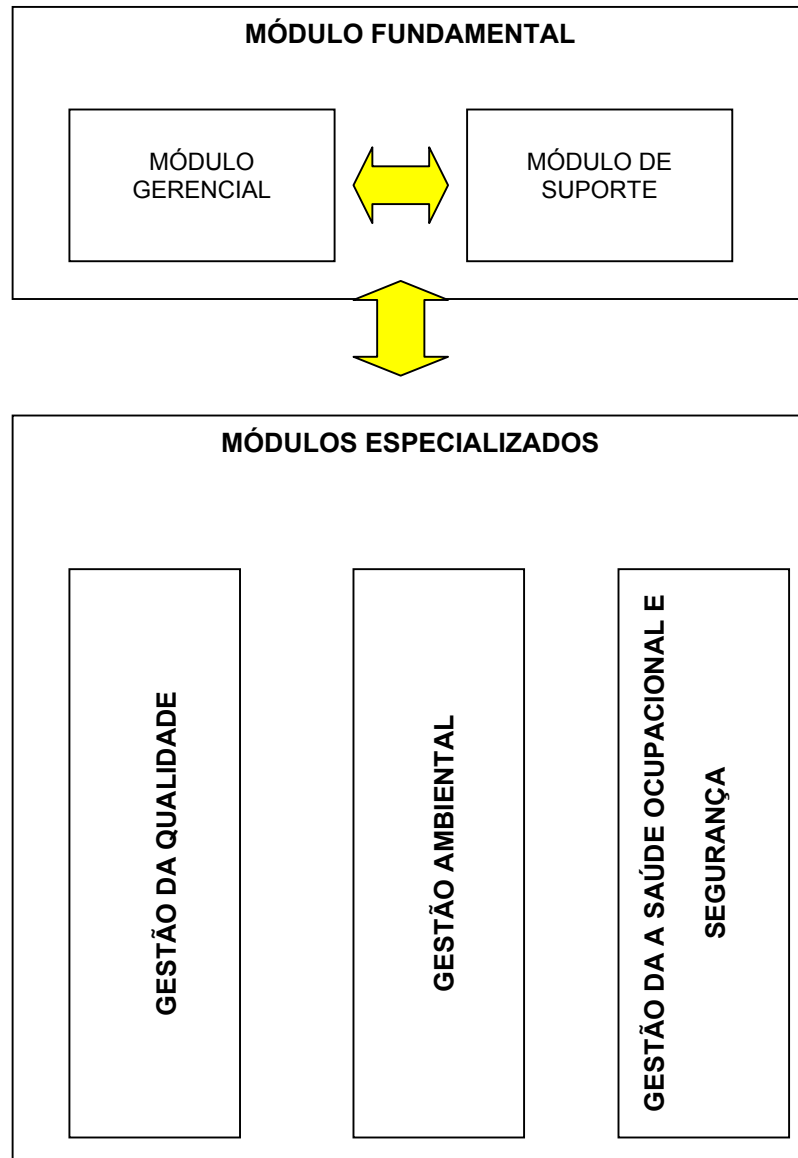 MÓDULO FUNDAMENTAL
MÓDULO
GERENCIAL
MÓDULO DE
SUPORTE
MÓDULOS ESPECIALIZADOS
GESTÃO DA QUALIDADE
GESTÃO AMBIENTAL
GESTÃO DA A SAÚDE OCUPACIONAL E
SEGURANÇA